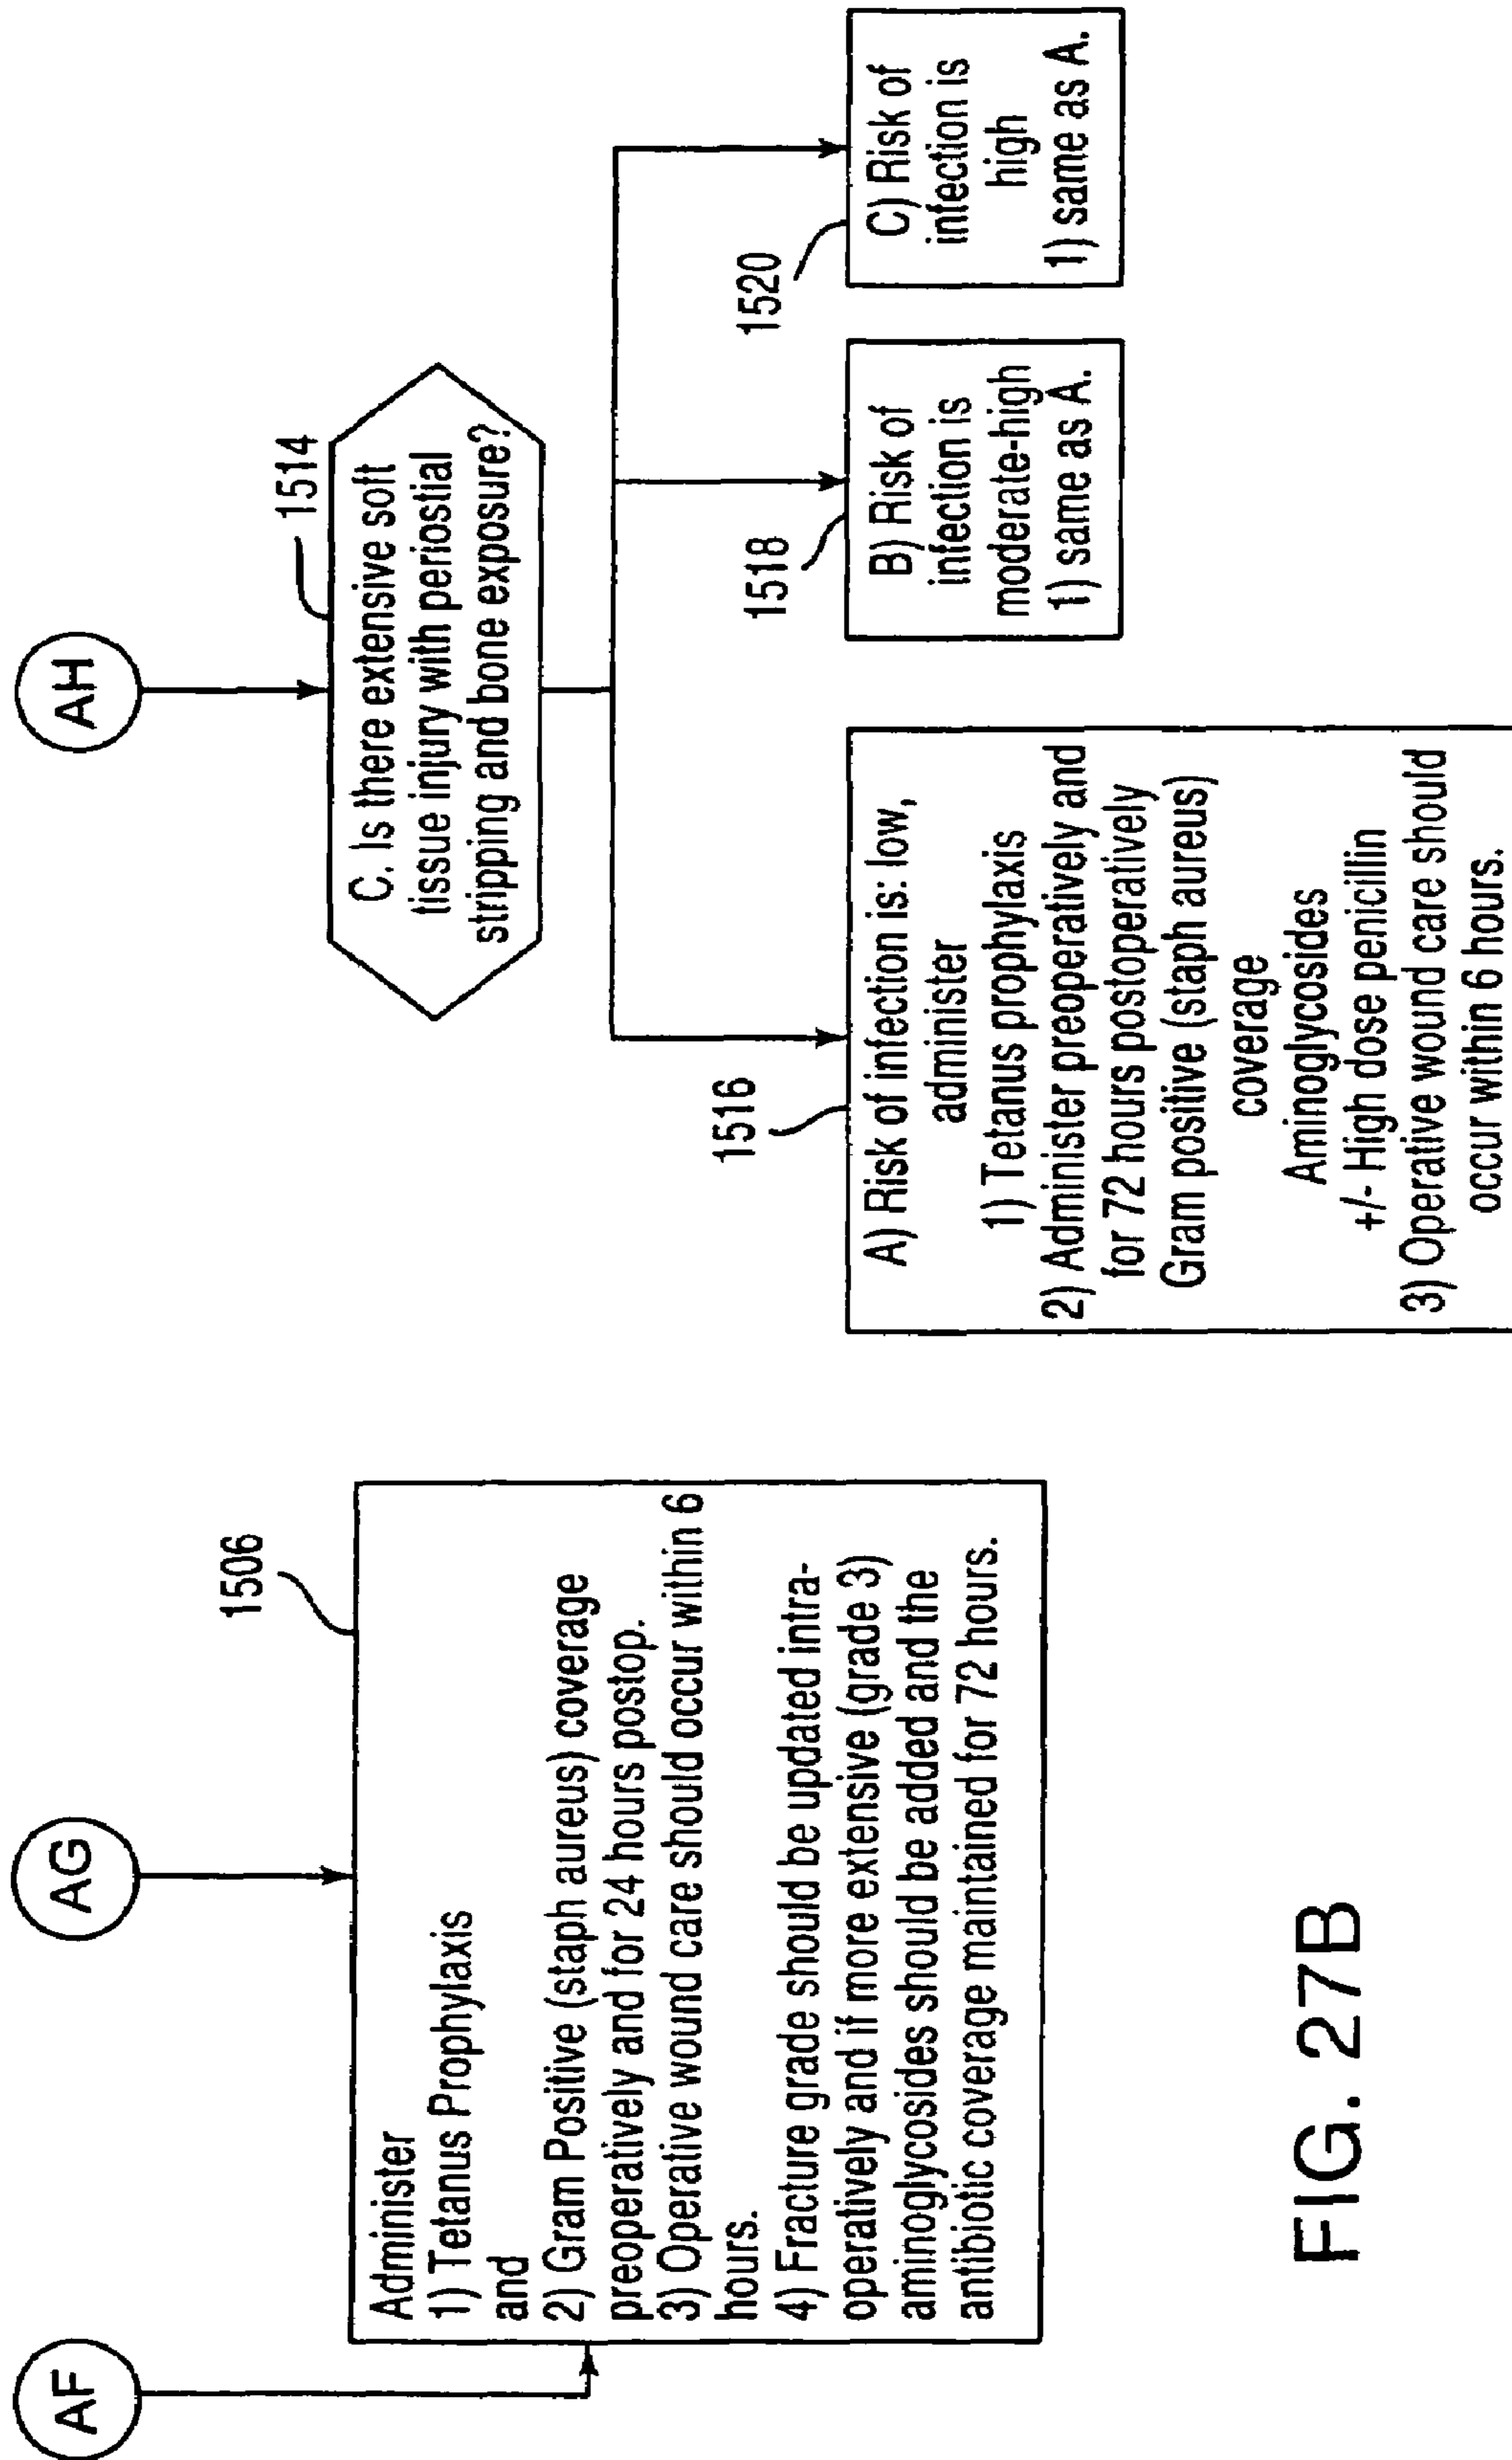 AF
AG
AH
1506
Administer
1) Tetanus Prophylaxis
and
2) Gram Positive (staph aureus) coverage
preoperatively and for 24 hours postop.
3) Operative wound care should occur within 6
hours.
4) Fracture grade should be updated intra-
operatively and if more extensive (grade 3)
aminoglycosides should be added and the
antibiotic coverage maintained for 72 hours.
1514
C. Is there extensive soft
tissue injury with periostial
stripping and bone exposure?
1516
A) Risk of infection is: low,
administer
1) Tetanus prophylaxis
2) Administer preoperatively and
for 72 hours postoperatively
Gram positive (staph aureus)
coverage
Aminoglycosides
+/- High dose penicillin
3) Operative wound care should
occur within 6 hours.
1518
B) Risk of
infection is
moderate-high
1) same as A.
1520
C) Risk of
infection is
high
1) same as A.
FIG. 27B